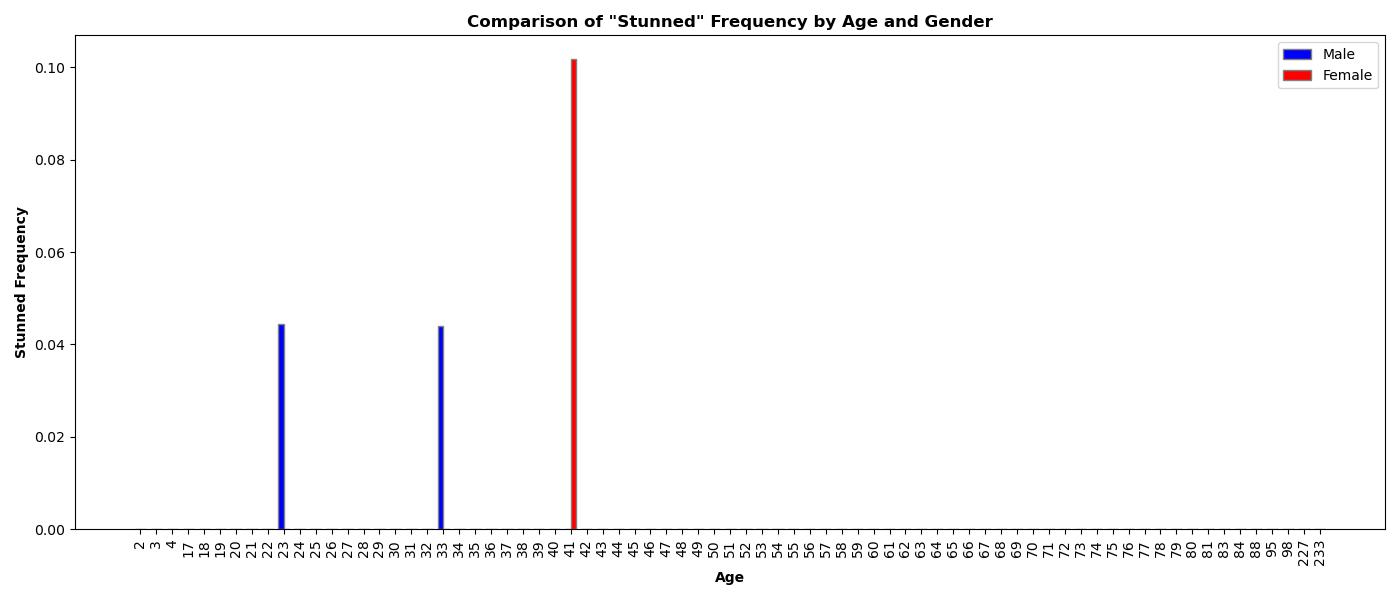 Comparison of "Stunned" Frequency by Age and Gender
Male
Female
Stunned Frequency
0.10
0.08
0.06
0.04
0.02
0.00
2 3 4 17 18 19 20 21 22 23 24 25 26 27 28 29 30 31 32 33 34 35 36 37 38 39 40 41 42 43 44 45 46 47 48 49 50 51 52 53 54 55 56 57 58 59 60 61 62 63 64 65 66 67 68 69 70 71 72 73 74 75 76 77 78 79 80 81 83 84 88 95 98 227 233
Age